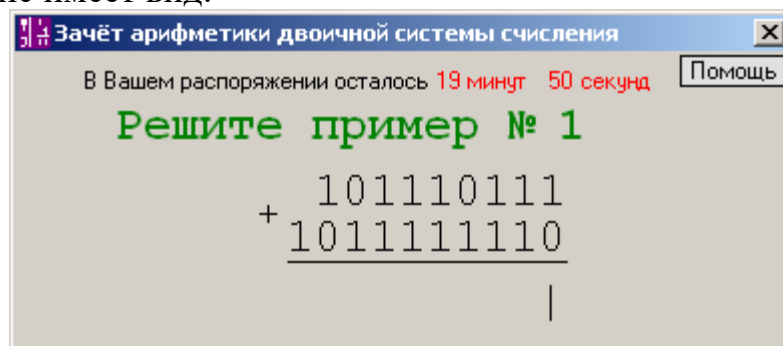 Зачёт арифметики двоичной системы счисления
В Вашем распоряжении осталось 19 минут 50 секунд
Помощь
Решите пример № 1
101110111
+
1011111110